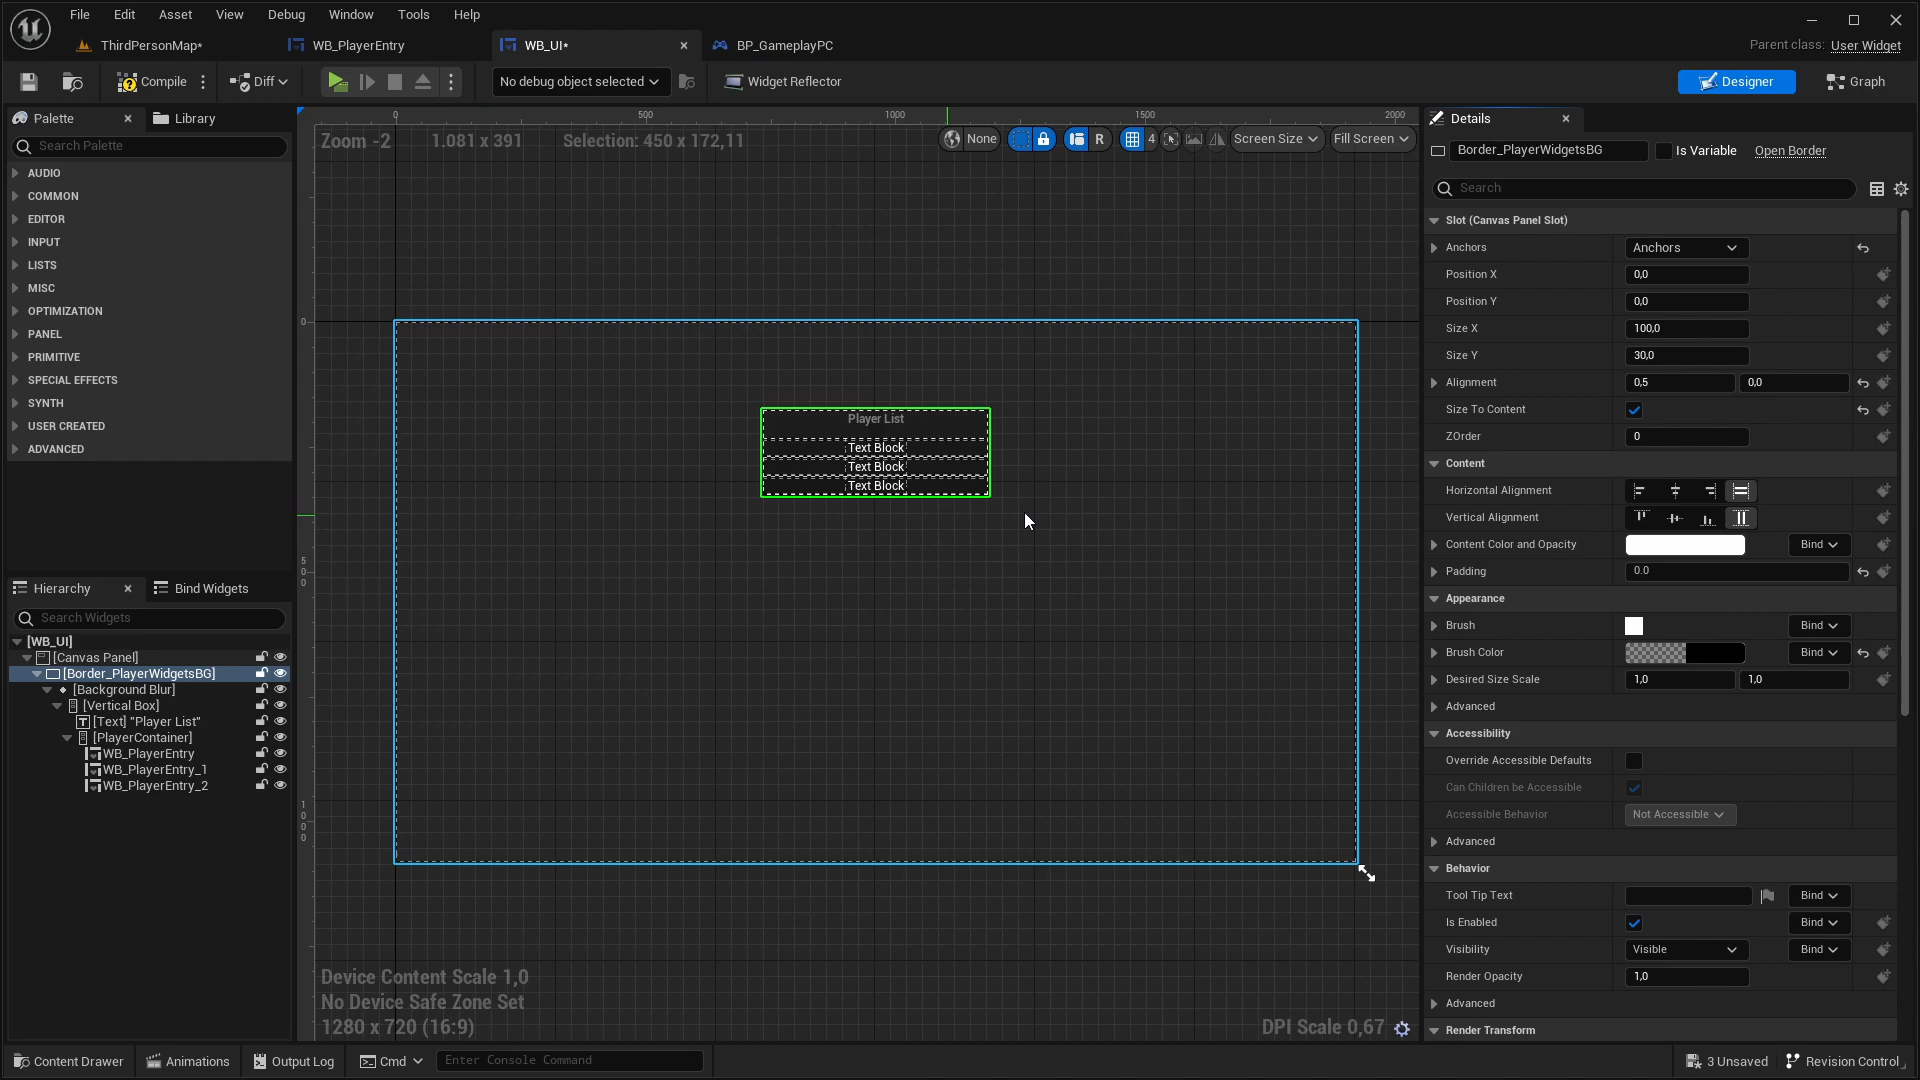 File Edit Asset View Debug Window Tools Help
ThirdPersonMap* WB_PlayerEntry WB_UI* BP_GameplayPC Parent class: User Widget
Compile Diff No debug object selected Widget Reflector Designer Graph
Palette Library
Search Palette
AUDIO
COMMON
EDITOR
INPUT
LISTS
MISC
OPTIMIZATION
PANEL
PRIMITIVE
SPECIAL EFFECTS
SYNTH
USER CREATED
ADVANCED
Hierarchy Bind Widgets
Search Widgets
[WB_UI]
[Canvas Panel]
[Border_PlayerWidgetsBG]
[Background Blur]
[Vertical Box]
[Text] "Player List"
[PlayerContainer]
WB_PlayerEntry
WB_PlayerEntry_1
WB_PlayerEntry_2
0 500 1000 1500 2000
Zoom -2 1.081 x 391 Selection: 450 x 172,11 None R 4 Screen Size Fill Screen
0
500
1000
Player List
Text Block
Text Block
Text Block
Device Content Scale 1,0
No Device Safe Zone Set
1280 x 720 (16:9) DPI Scale 0,67
Details
Border_PlayerWidgetsBG Is Variable Open Border
Search
Slot (Canvas Panel Slot)
Anchors Anchors
Position X 0,0
Position Y 0,0
Size X 100,0
Size Y 30,0
Alignment 0,5 0,0
Size To Content
ZOrder 0
Content
Horizontal Alignment
Vertical Alignment
Content Color and Opacity Bind
Padding 0.0
Appearance
Brush Bind
Brush Color Bind
Desired Size Scale 1,0 1,0
Advanced
Accessibility
Override Accessible Defaults
Can Children be Accessible
Accessible Behavior Not Accessible
Advanced
Behavior
Tool Tip Text Bind
Is Enabled Bind
Visibility Visible Bind
Render Opacity 1,0
Advanced
Render Transform
Content Drawer Animations Output Log Cmd Enter Console Command 3 Unsaved Revision Control